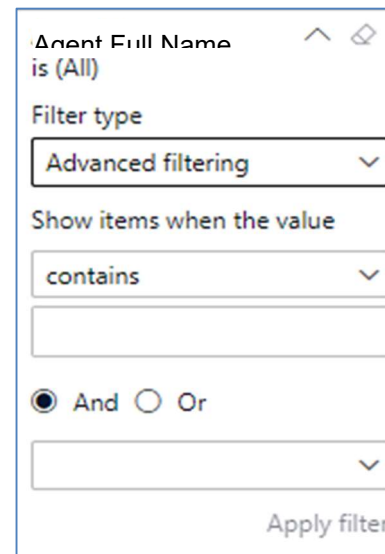 Agent Full Name
is (All)
Filter type
Advanced filtering
Show items when the value
contains
And Or
Apply filter